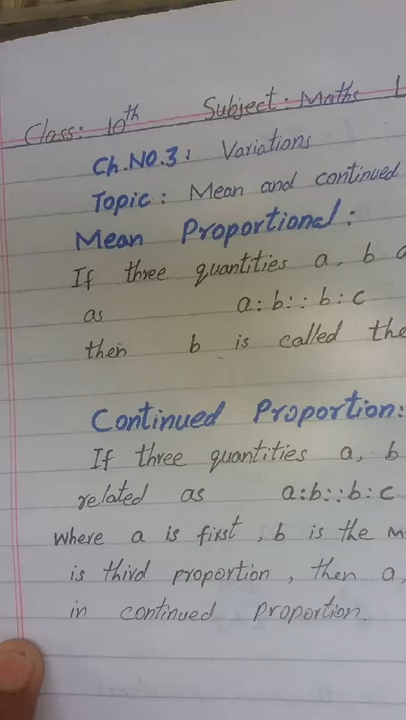 Class: 10th Subject: Maths
Ch.NO.3: Variations
Topic: Mean and continued
Mean Proportional:
If three quantities a, b
as a:b::b:c
then b is called the
Continued Proportion:
If three quantities a, b
related as a:b::b:c
where a is first, b is the
is third proportion, then a,
in continued proportion.